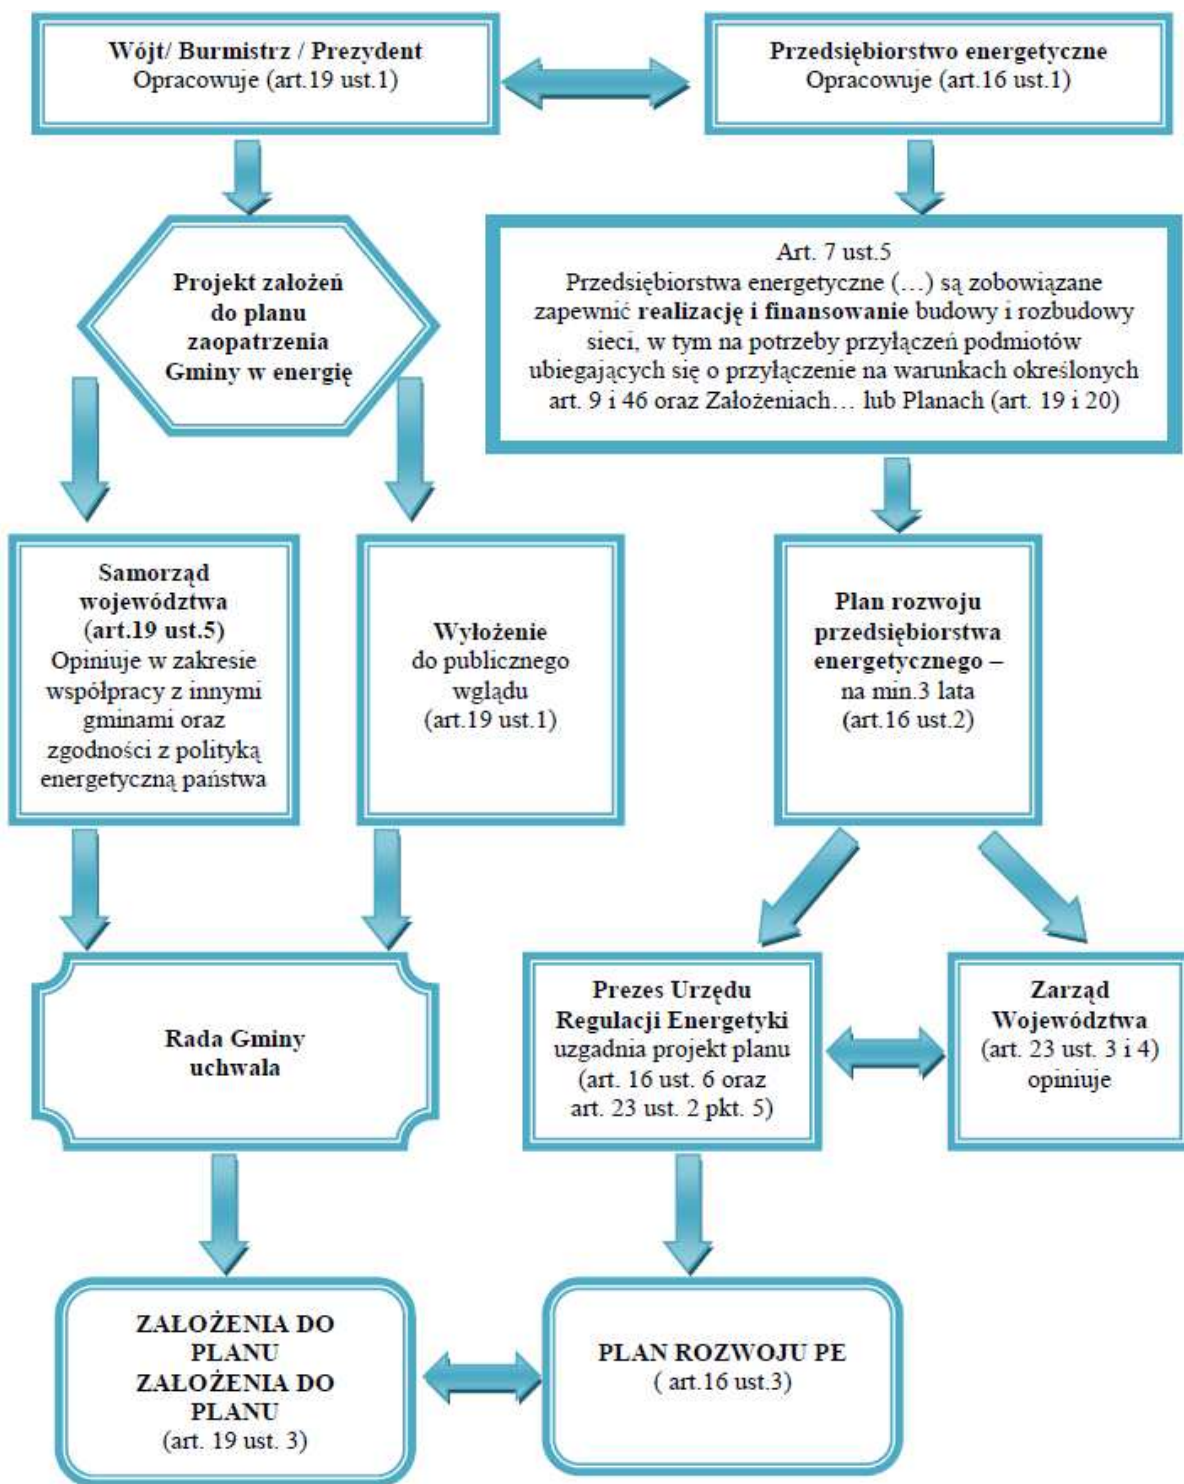 Wójt/ Burmistrz / Prezydent
Opracowuje (art.19 ust.1)
Przedsiębiorstwo energetyczne
Opracowuje (art.16 ust.1)
Projekt założeń
do planu
zaopatrzenia
Gminy w energię
Art. 7 ust.5
Przedsiębiorstwa energetyczne (…) są zobowiązane
zapewnić realizację i finansowanie budowy i rozbudowy
sieci, w tym na potrzeby przyłączeń podmiotów
ubiegających się o przyłączenie na warunkach określonych
art. 9 i 46 oraz Założeniach… lub Planach (art. 19 i 20)
Samorząd
województwa
(art.19 ust.5)
Opiniuje w zakresie
współpracy z innymi
gminami oraz
zgodności z polityką
energetyczną państwa
Wyłożenie
do publicznego
wglądu
(art.19 ust.1)
Plan rozwoju
przedsiębiorstwa
energetycznego –
na min.3 lata
(art.16 ust.2)
Rada Gminy
uchwala
Prezes Urzędu
Regulacji Energetyki
uzgadnia projekt planu
(art. 16 ust. 6 oraz
art. 23 ust. 2 pkt. 5)
Zarząd
Województwa
(art. 23 ust. 3 i 4)
opiniuje
ZAŁOŻENIA DO
PLANU
ZAŁOŻENIA DO
PLANU
(art. 19 ust. 3)
PLAN ROZWOJU PE
( art.16 ust.3)